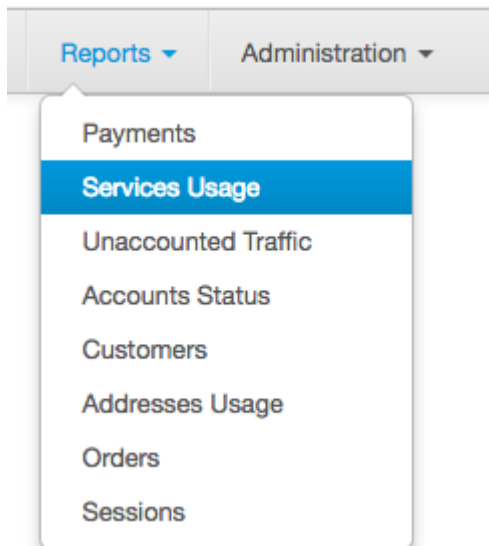 Reports Administration
Payments
Services Usage
Unaccounted Traffic
Accounts Status
Customers
Addresses Usage
Orders
Sessions